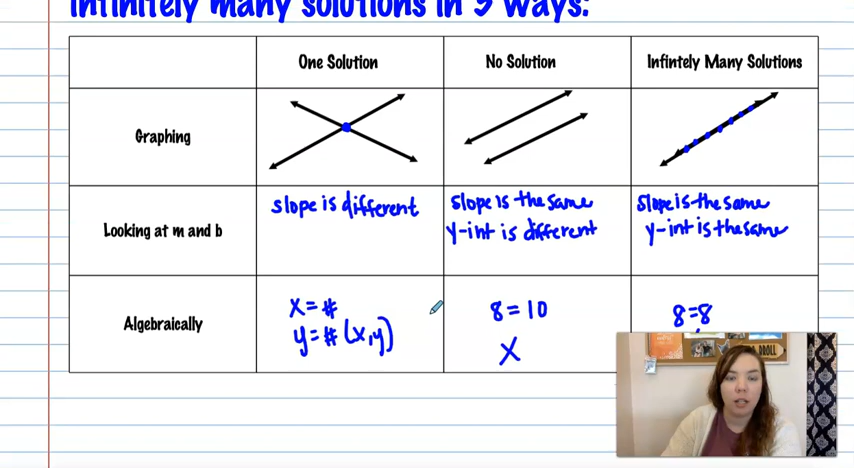 infinitely many solutions in 3 ways:
One Solution
No Solution
Infintely Many Solutions
Graphing
Looking at m and b
slope is different
slope is the same
y-int is different
slope is the same
y-int is the same
Algebraically
x = #
y = # (x,y)
8 = 10
X
8=8
DROLL